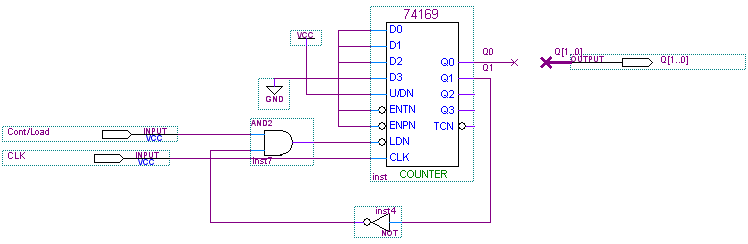 74169
VCC
D0
D1
D2
D3
U/DN
ENTN
ENPN
LDN
CLK
Q0
Q1
Q2
Q3
TCN
COUNTER
inst
GND
Q0
Q1
Q[1..0]
OUTPUT
Q[1..0]
AND2
inst7
Cont/Load
INPUT
VCC
CLK
INPUT
VCC
inst4
NOT